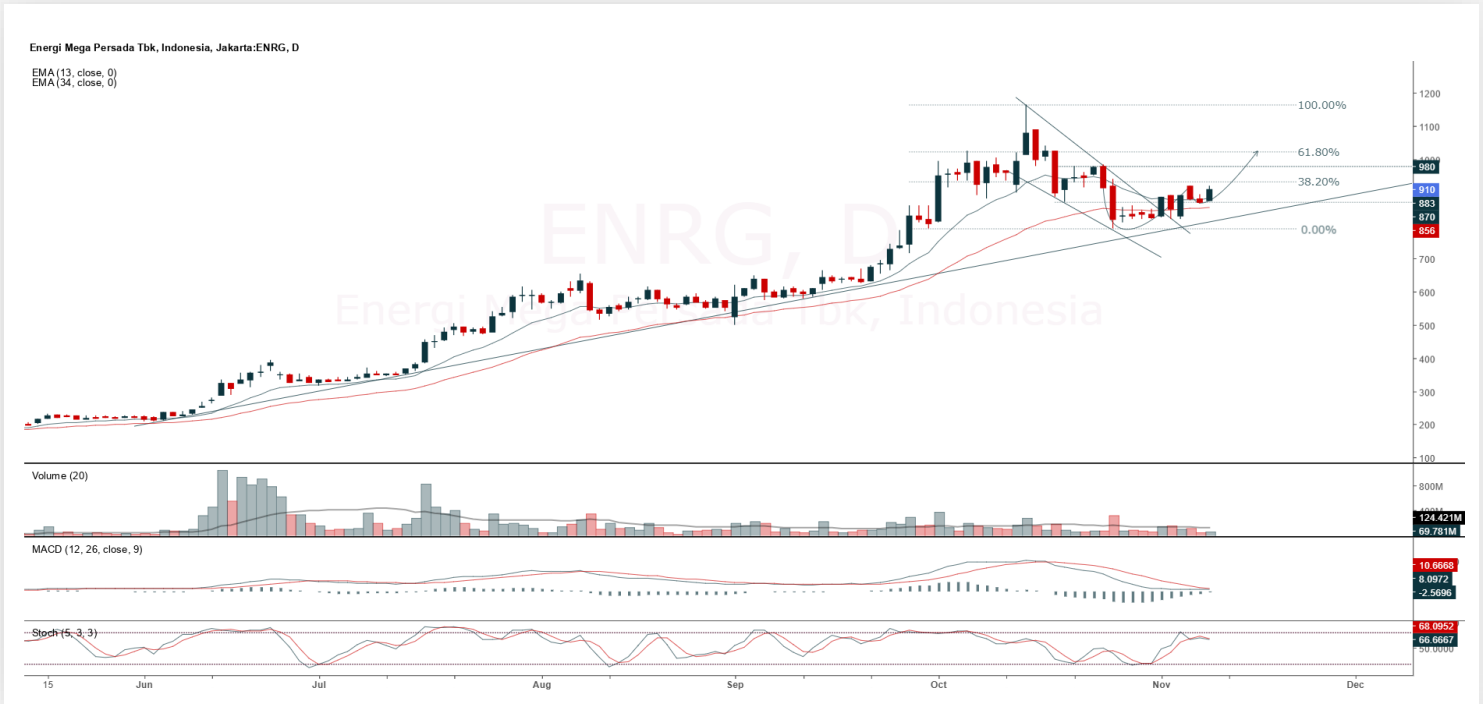 Energi Mega Persada Tbk, Indonesia, Jakarta:ENRG, D
EMA (13, close, 0)
EMA (34, close, 0)
ENRG, D
Energi Mega Persada Tbk, Indonesia
100.00%
61.80%
38.20%
0.00%
1200
1100
1000
980
910
883
870
856
700
600
500
400
300
200
100
Volume (20)
800M
400M
124.421M
69.781M
MACD (12, 26, close, 9)
10.6668
8.0972
-2.5696
Stoch (5, 3, 3)
68.0952
66.6667
50.0000
15 Jun Jul Aug Sep Oct Nov Dec